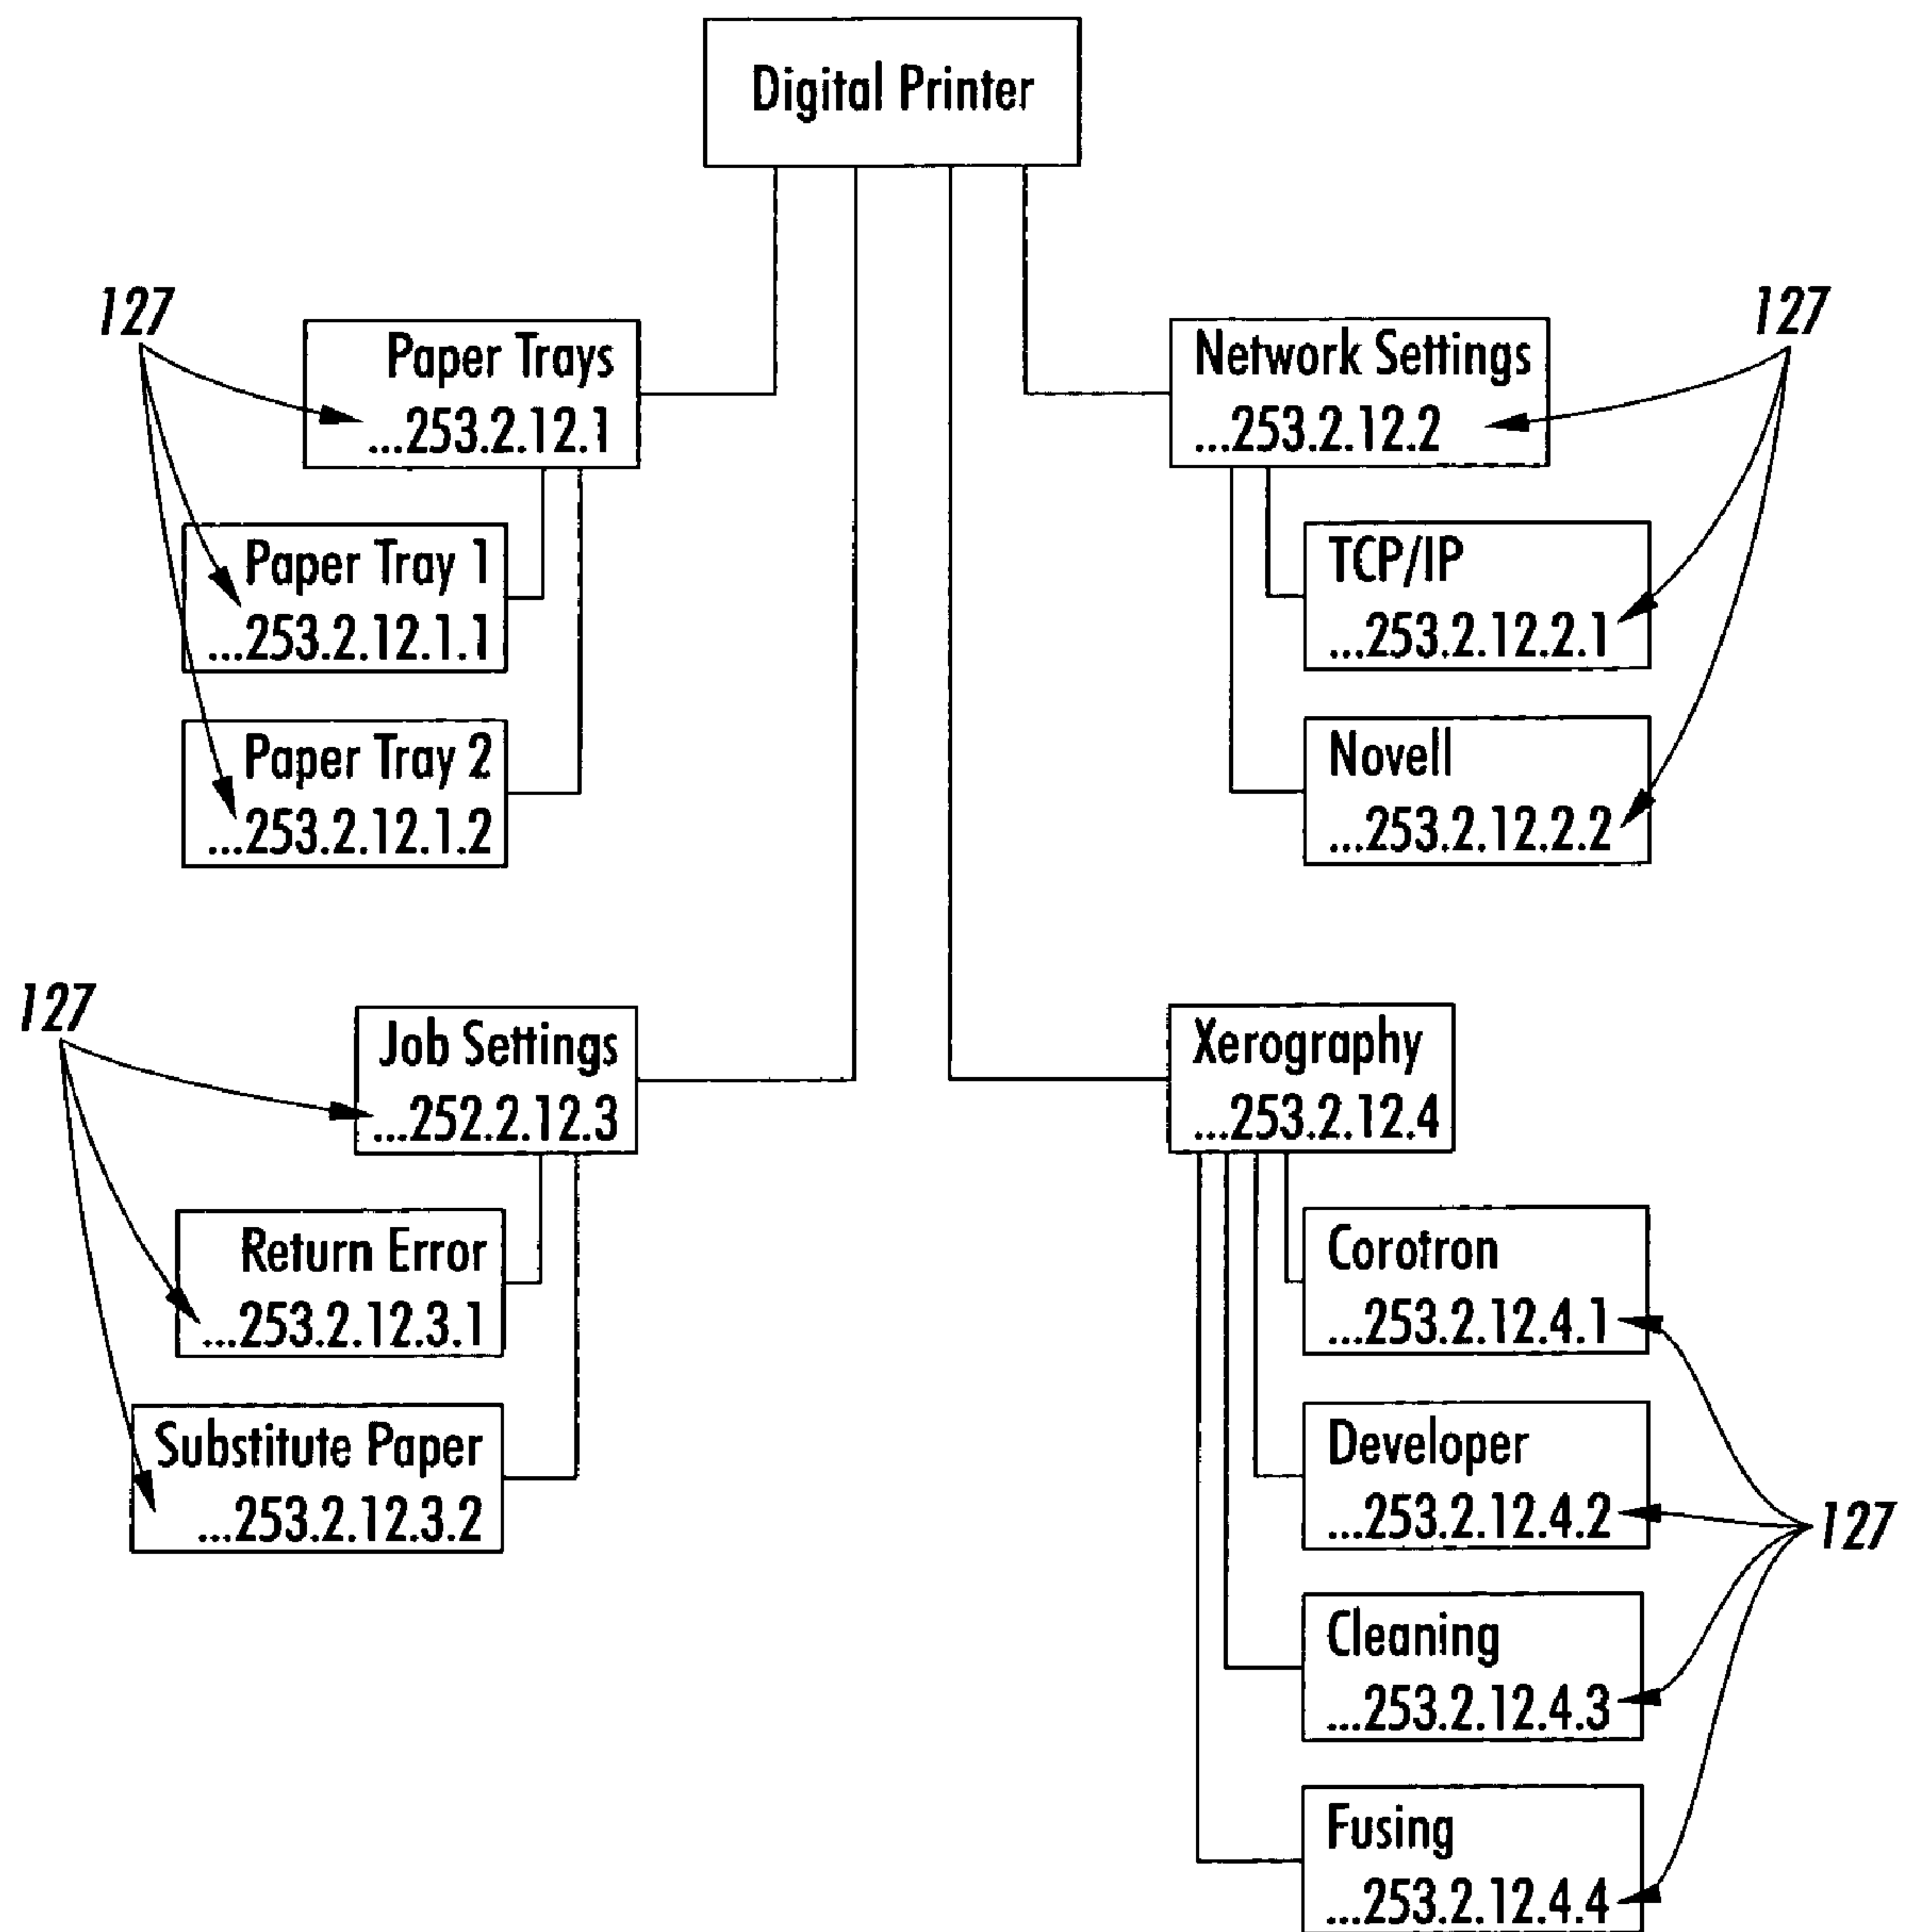 Digital Printer
127
Paper Trays
...253.2.12.1
Paper Tray 1
...253.2.12.1.1
Paper Tray 2
...253.2.12.1.2
127
Network Settings
...253.2.12.2
TCP/IP
...253.2.12.2.1
Novell
...253.2.12.2.2
127
Job Settings
...252.2.12.3
Return Error
...253.2.12.3.1
Substitute Paper
...253.2.12.3.2
Xerography
...253.2.12.4
Corotron
...253.2.12.4.1
Developer
...253.2.12.4.2
127
Cleaning
...253.2.12.4.3
Fusing
...253.2.12.4.4